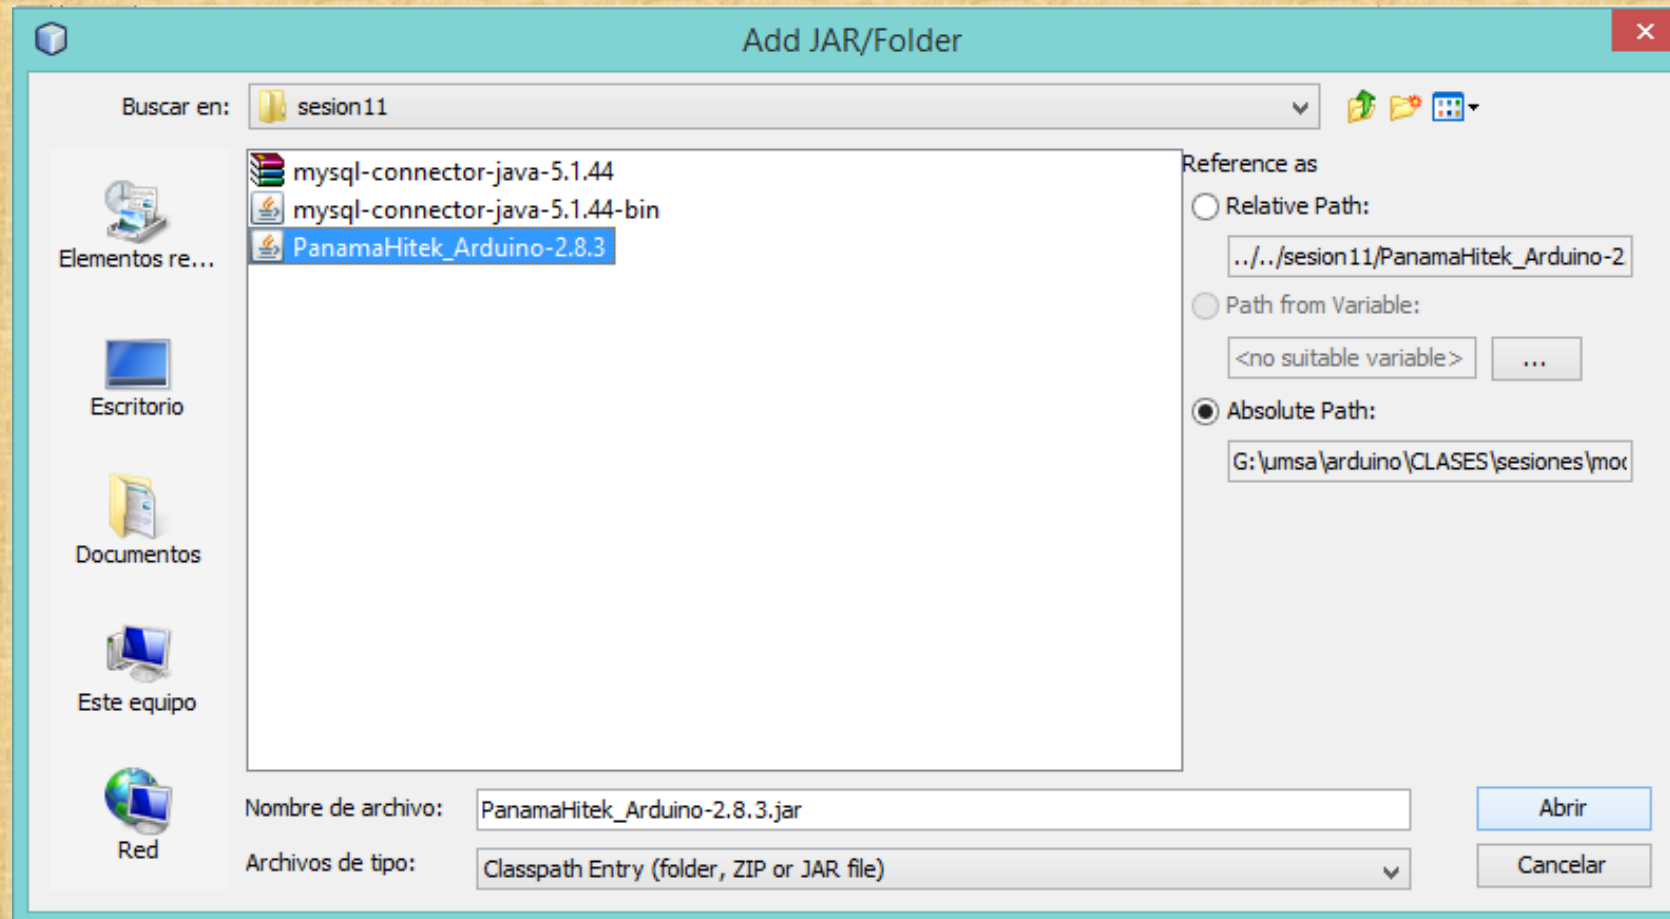 Add JAR/Folder
Buscar en:
sesion11
mysql-connector-java-5.1.44
mysql-connector-java-5.1.44-bin
PanamaHitek_Arduino-2.8.3
Elementos re...
Escritorio
Documentos
Este equipo
Red
Reference as
Relative Path:
../../sesion11/PanamaHitek_Arduino-2.
Path from Variable:
<no suitable variable>
...
Absolute Path:
G:\umsa\arduino\CLASES\sesiones\moc
Nombre de archivo:
PanamaHitek_Arduino-2.8.3.jar
Abrir
Archivos de tipo:
Classpath Entry (folder, ZIP or JAR file)
Cancelar